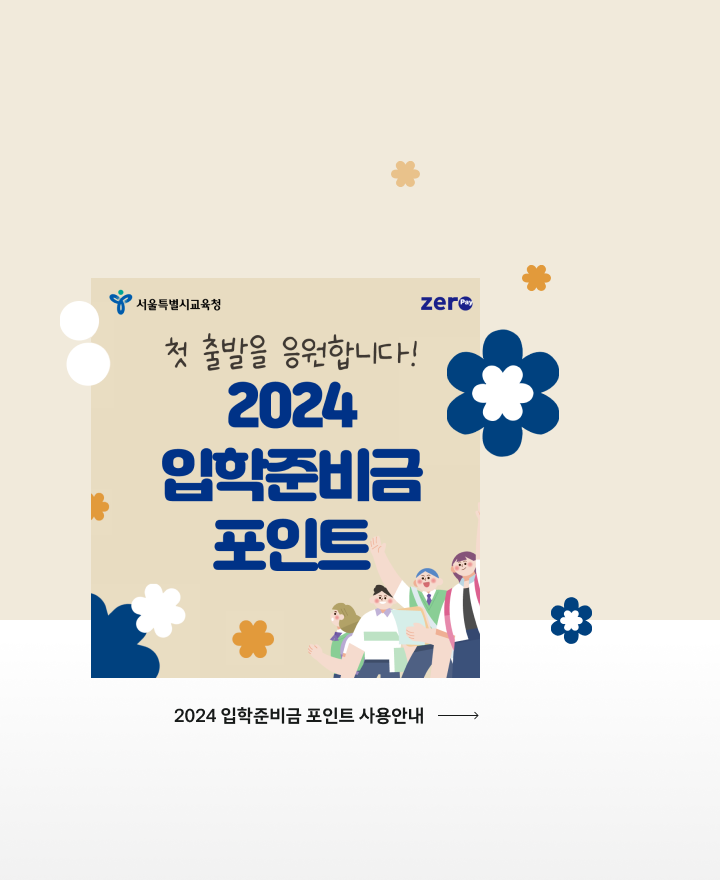 서울특별시교육청
zero Pay
첫 출발을 응원합니다!
2024
입학준비금
포인트
2024 입학준비금 포인트 사용안내